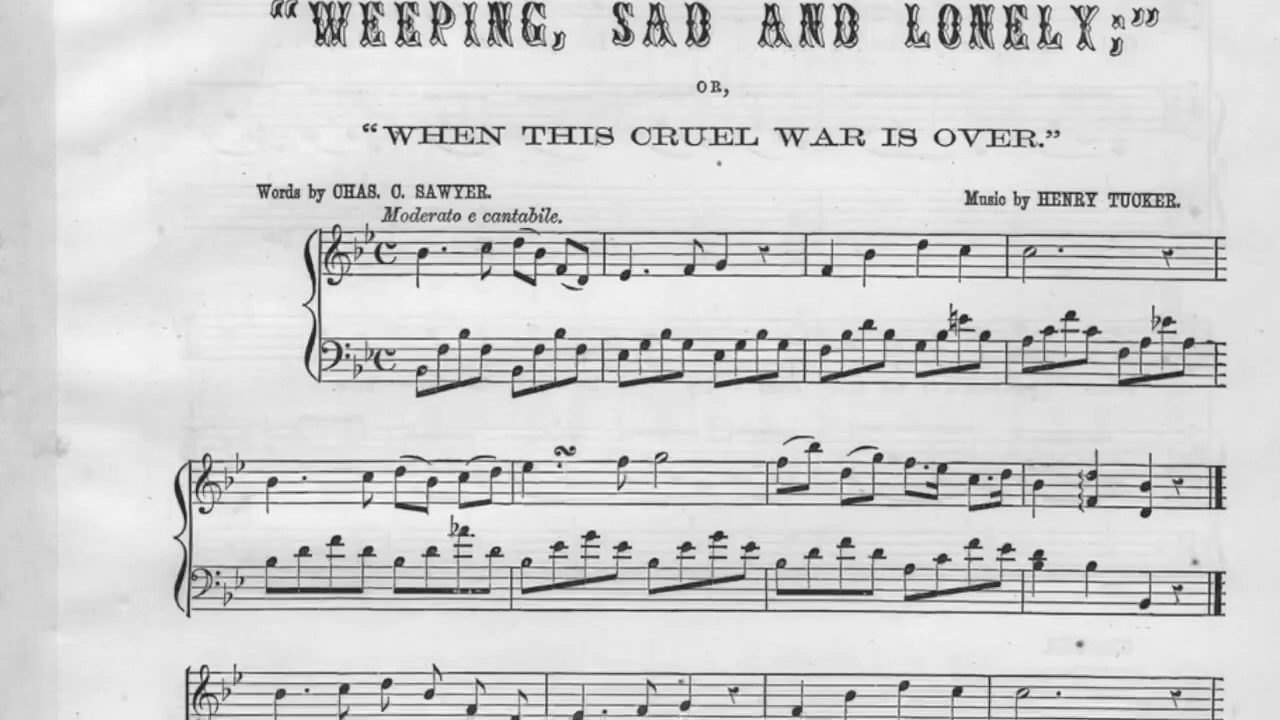 “WEEPING, SAD AND LONELY;”
OR,
“WHEN THIS CRUEL WAR IS OVER.”
Words by CHAS. C. SAWYER.
Music by HENRY TUCKER.
Moderato e cantabile.